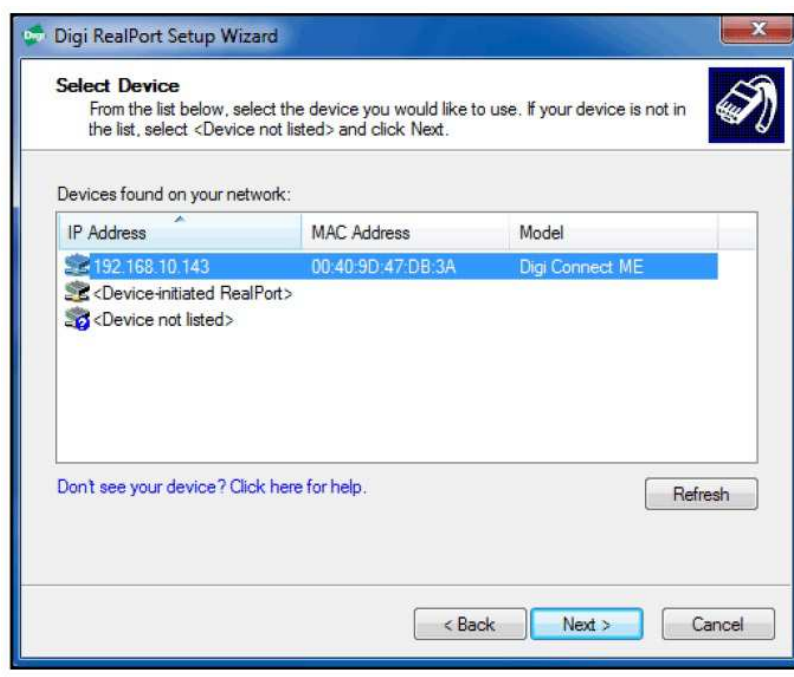 Digi RealPort Setup Wizard
Select Device
From the list below, select the device you would like to use. If your device is not in
the list, select <Device not listed> and click Next.
Devices found on your network:
IP Address MAC Address Model
192.168.10.143 00:40:9D:47:DB:3A Digi Connect ME
<Device-initiated RealPort>
<Device not listed>
Don't see your device? Click here for help.
Refresh
< Back Next > Cancel